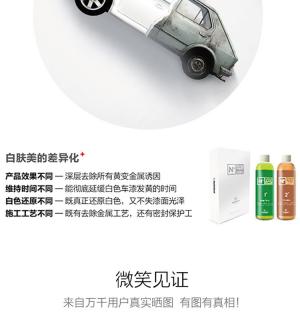 白肤美的差异化+
产品效果不同 — 深层去除所有黄变金属诱因
维持时间不同 — 能彻底延缓白色车漆发黄的时间
白色还原不同 — 既真正还原白色，又不失漆面光泽
施工工艺不同 — 既有去除金属工艺，还有密封保护工
微笑见证
来自万千用户真实晒图 有图有真相!